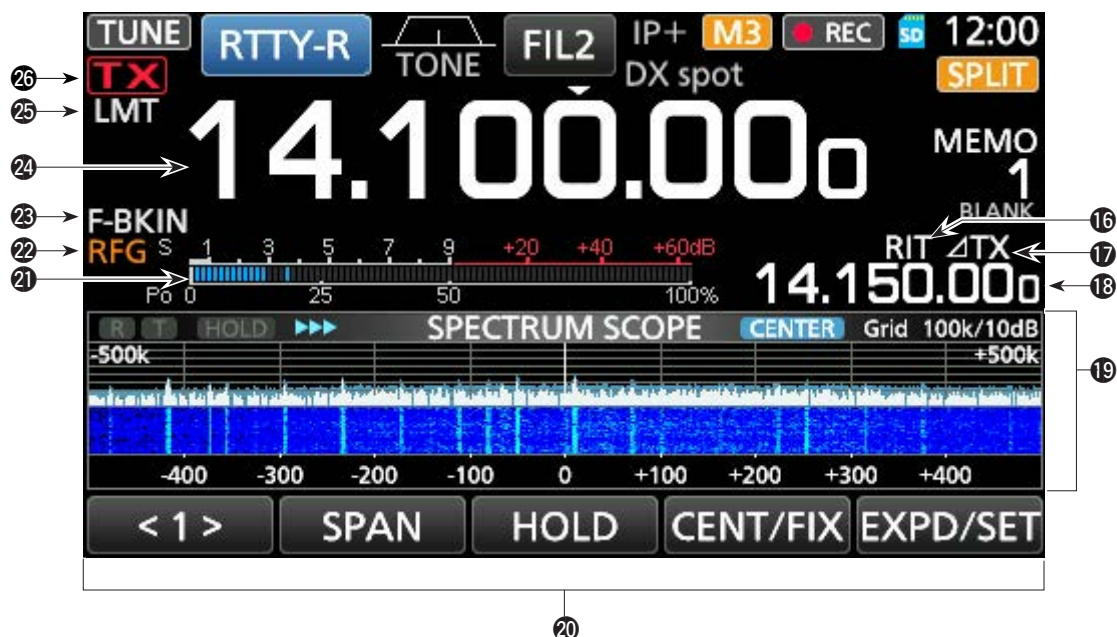 TUNE RTTY-R TONE FIL2 IP+ M3 REC SD 12:00
㉖ TX DX spot SPLIT
㉕ LMT
㉔ 14.100.000 MEMO
1
㉓ F-BKIN BLANK ⑯
㉒ RFG S 1 3 5 7 9 +20 +40 +60dB RIT ⊿TX ⑰
㉑ 14.150.000 ⑱
Po 0 25 50 100%
R T HOLD SPECTRUM SCOPE CENTER Grid 100k/10dB
-500k +500k
⑲
-400 -300 -200 -100 0 +100 +200 +300 +400
< 1 > SPAN HOLD CENT/FIX EXPD/SET
⑳